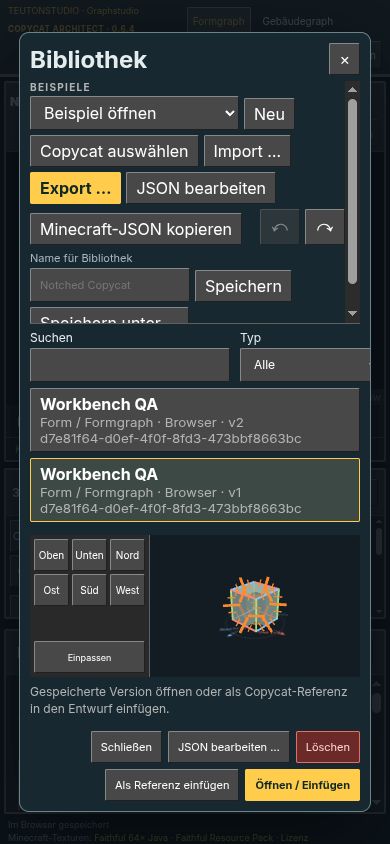 TEUTONSTUDIO · Graphstudio
Formgraph
Gebäudegraph
COPYCAT ARCHITECT · 0.6.4
Bibliothek
×
BEISPIELE
Beispiel öffnen
Neu
Copycat auswählen
Import ...
Export ...
JSON bearbeiten
Minecraft-JSON kopieren
Name für Bibliothek
Notched Copycat
Speichern
Speichern unter
Suchen
Typ
Alle
Workbench QA
Form / Formgraph · Browser · v2
d7e81f64-d0ef-4f0f-8fd3-473bbf8663bc
Workbench QA
Form / Formgraph · Browser · v1
d7e81f64-d0ef-4f0f-8fd3-473bbf8663bc
Oben
Unten
Nord
Ost
Süd
West
Einpassen
Gespeicherte Version öffnen oder als Copycat-Referenz
in den Entwurf einfügen.
Schließen
JSON bearbeiten ...
Löschen
Als Referenz einfügen
Öffnen / Einfügen
Im Browser gespeichert
Minecraft-Texturen: Faithful 64× Java · Faithful Resource Pack · Lizenz